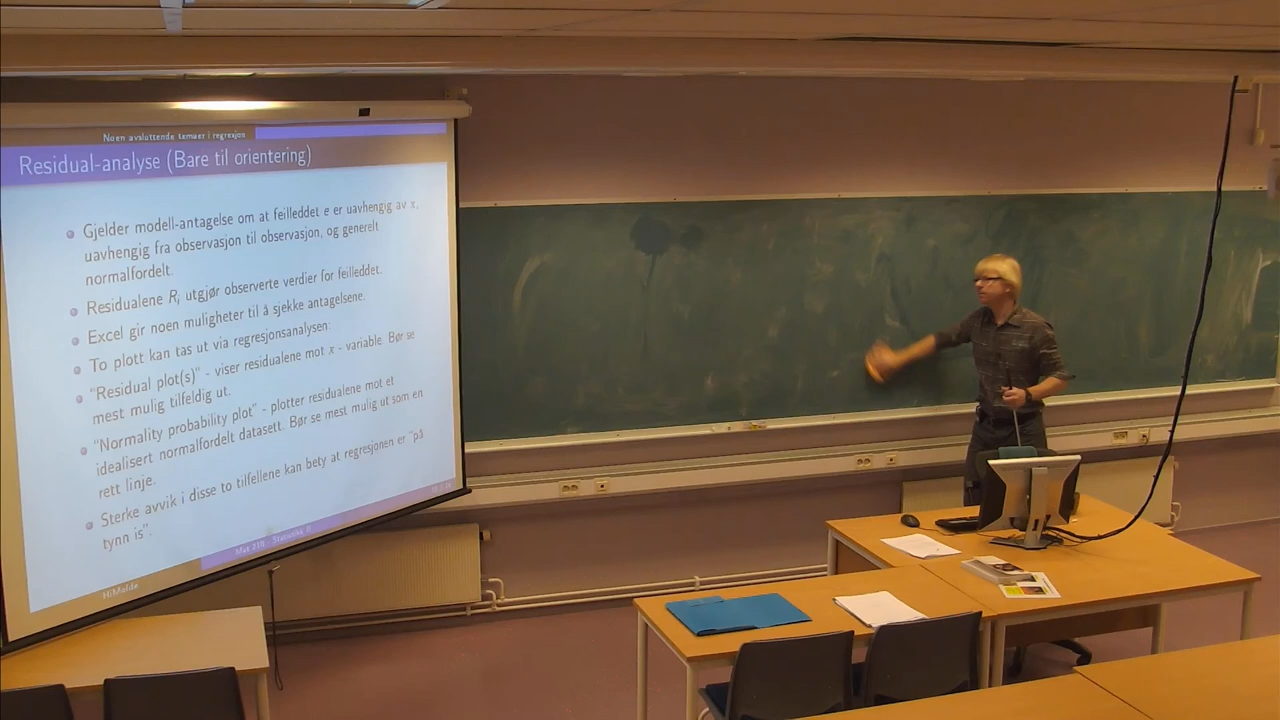 Noen avsluttende temaer i regresjon
Residual-analyse (Bare til orientering)
Gjelder modell-antagelse om at feilleddet e er uavhengig av x,
uavhengig fra observasjon til observasjon, og generelt
normalfordelt.
Residualene Ri utgjør observerte verdier for feilleddet.
Excel gir noen muligheter til å sjekke antagelsene.
To plott kan tas ut via regresjonsanalysen:
"Residual plot(s)" - viser residualene mot x - variable. Bør se
mest mulig tilfeldig ut.
"Normality probability plot" - plotter residualene mot et
idealisert normalfordelt datasett. Bør se mest mulig ut som en
rett linje.
Sterke avvik i disse to tilfellene kan bety at regresjonen er "på
tynn is".
HiMolde